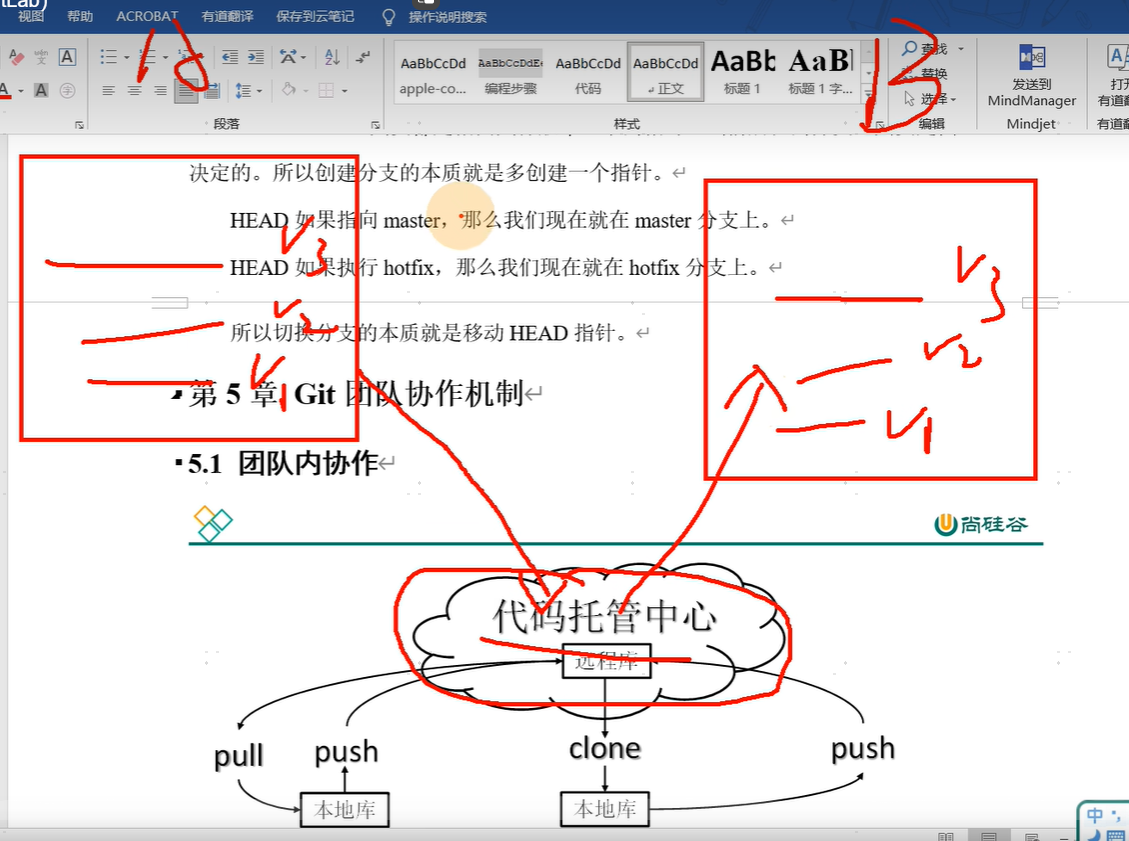 tLab)
视图 帮助 ACROBAT 有道翻译 保存到云笔记 操作说明搜索
AaBbCcDd AaBbCcDdE AaBbCcDd AaBbCcDd AaBb AaB
apple-co... 编程步骤 代码 ↲正文 标题 1 标题 1 字...
查找
替换
选择
发送到
MindManager
有道翻
段落 样式 编辑 Mindjet 有道翻
B
决定的。所以创建分支的本质就是多创建一个指针。↵
HEAD 如果指向 master，那么我们现在就在 master 分支上。↵
HEAD 如果执行 hotfix，那么我们现在就在 hotfix 分支上。↵
所以切换分支的本质就是移动 HEAD 指针。↵
V3
V2
V1
V3
V2
V1
第 5 章 Git 团队协作机制↵
5.1 团队内协作↵
尚硅谷
代码托管中心
远程库
pull push clone push
本地库 本地库
中